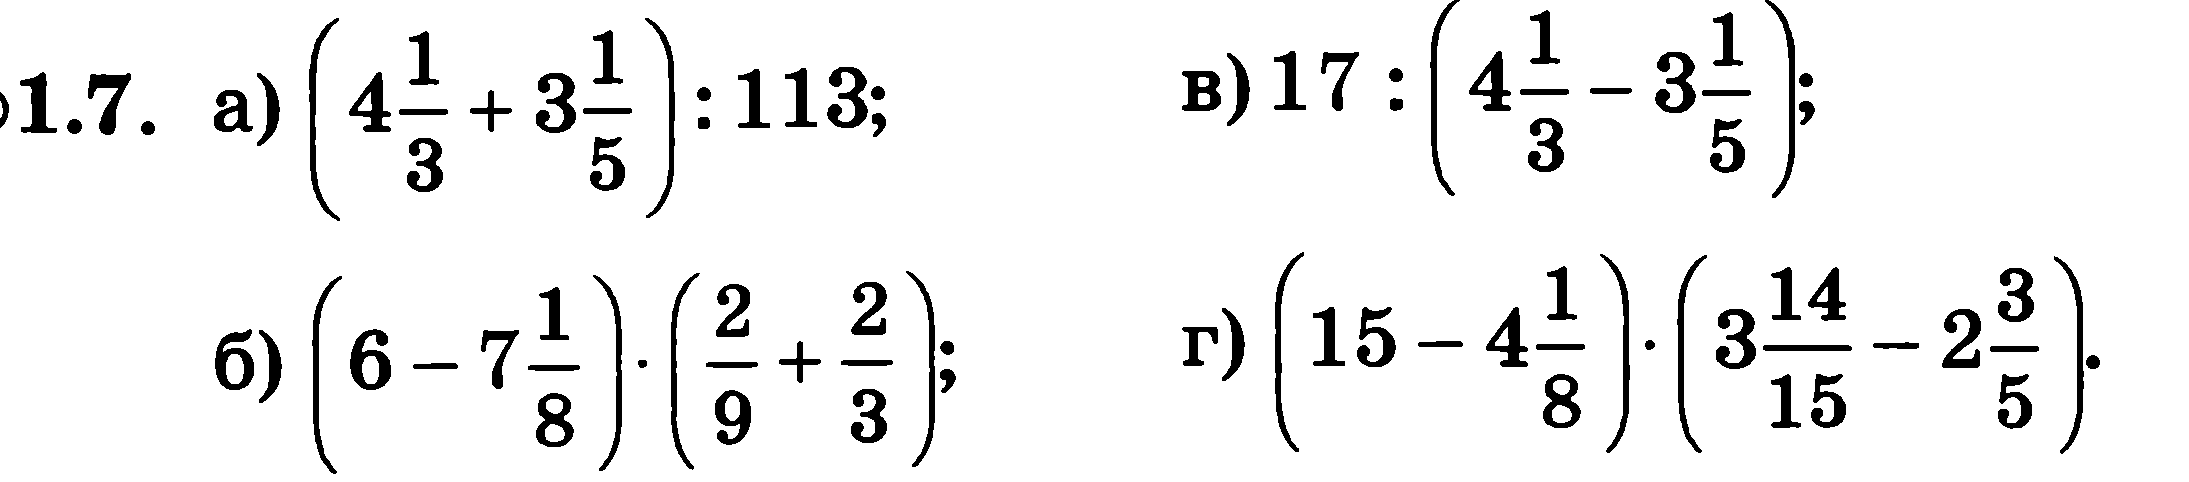 1.7. а) (4 1/3 + 3 1/5) : 113;
б) (6 − 7 1/8) · (2/9 + 2/3);
в) 17 : (4 1/3 − 3 1/5);
г) (15 − 4 1/8) · (3 14/15 − 2 3/5).